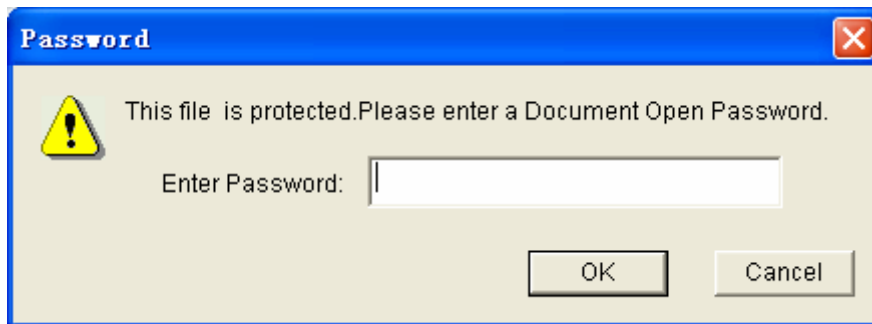 Password
This file  is protected.Please enter a Document Open Password.
Enter Password:
OK Cancel